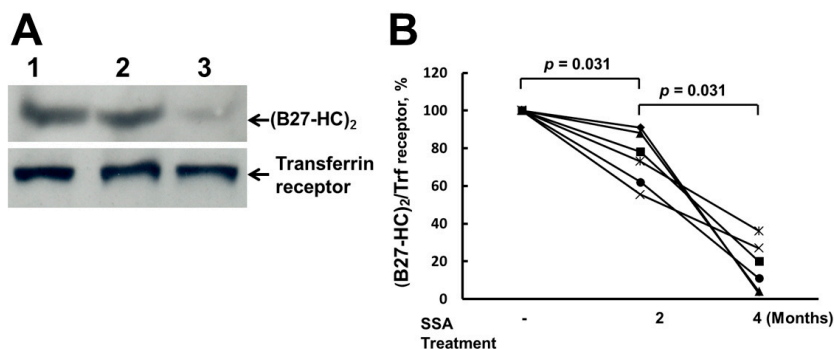 A
1 2 3
(B27-HC)2
Transferrin
receptor
B
(B27-HC)2/Trf receptor, %
120
100
80
60
40
20
0
p = 0.031
p = 0.031
SSA
Treatment
- 2 4 (Months)